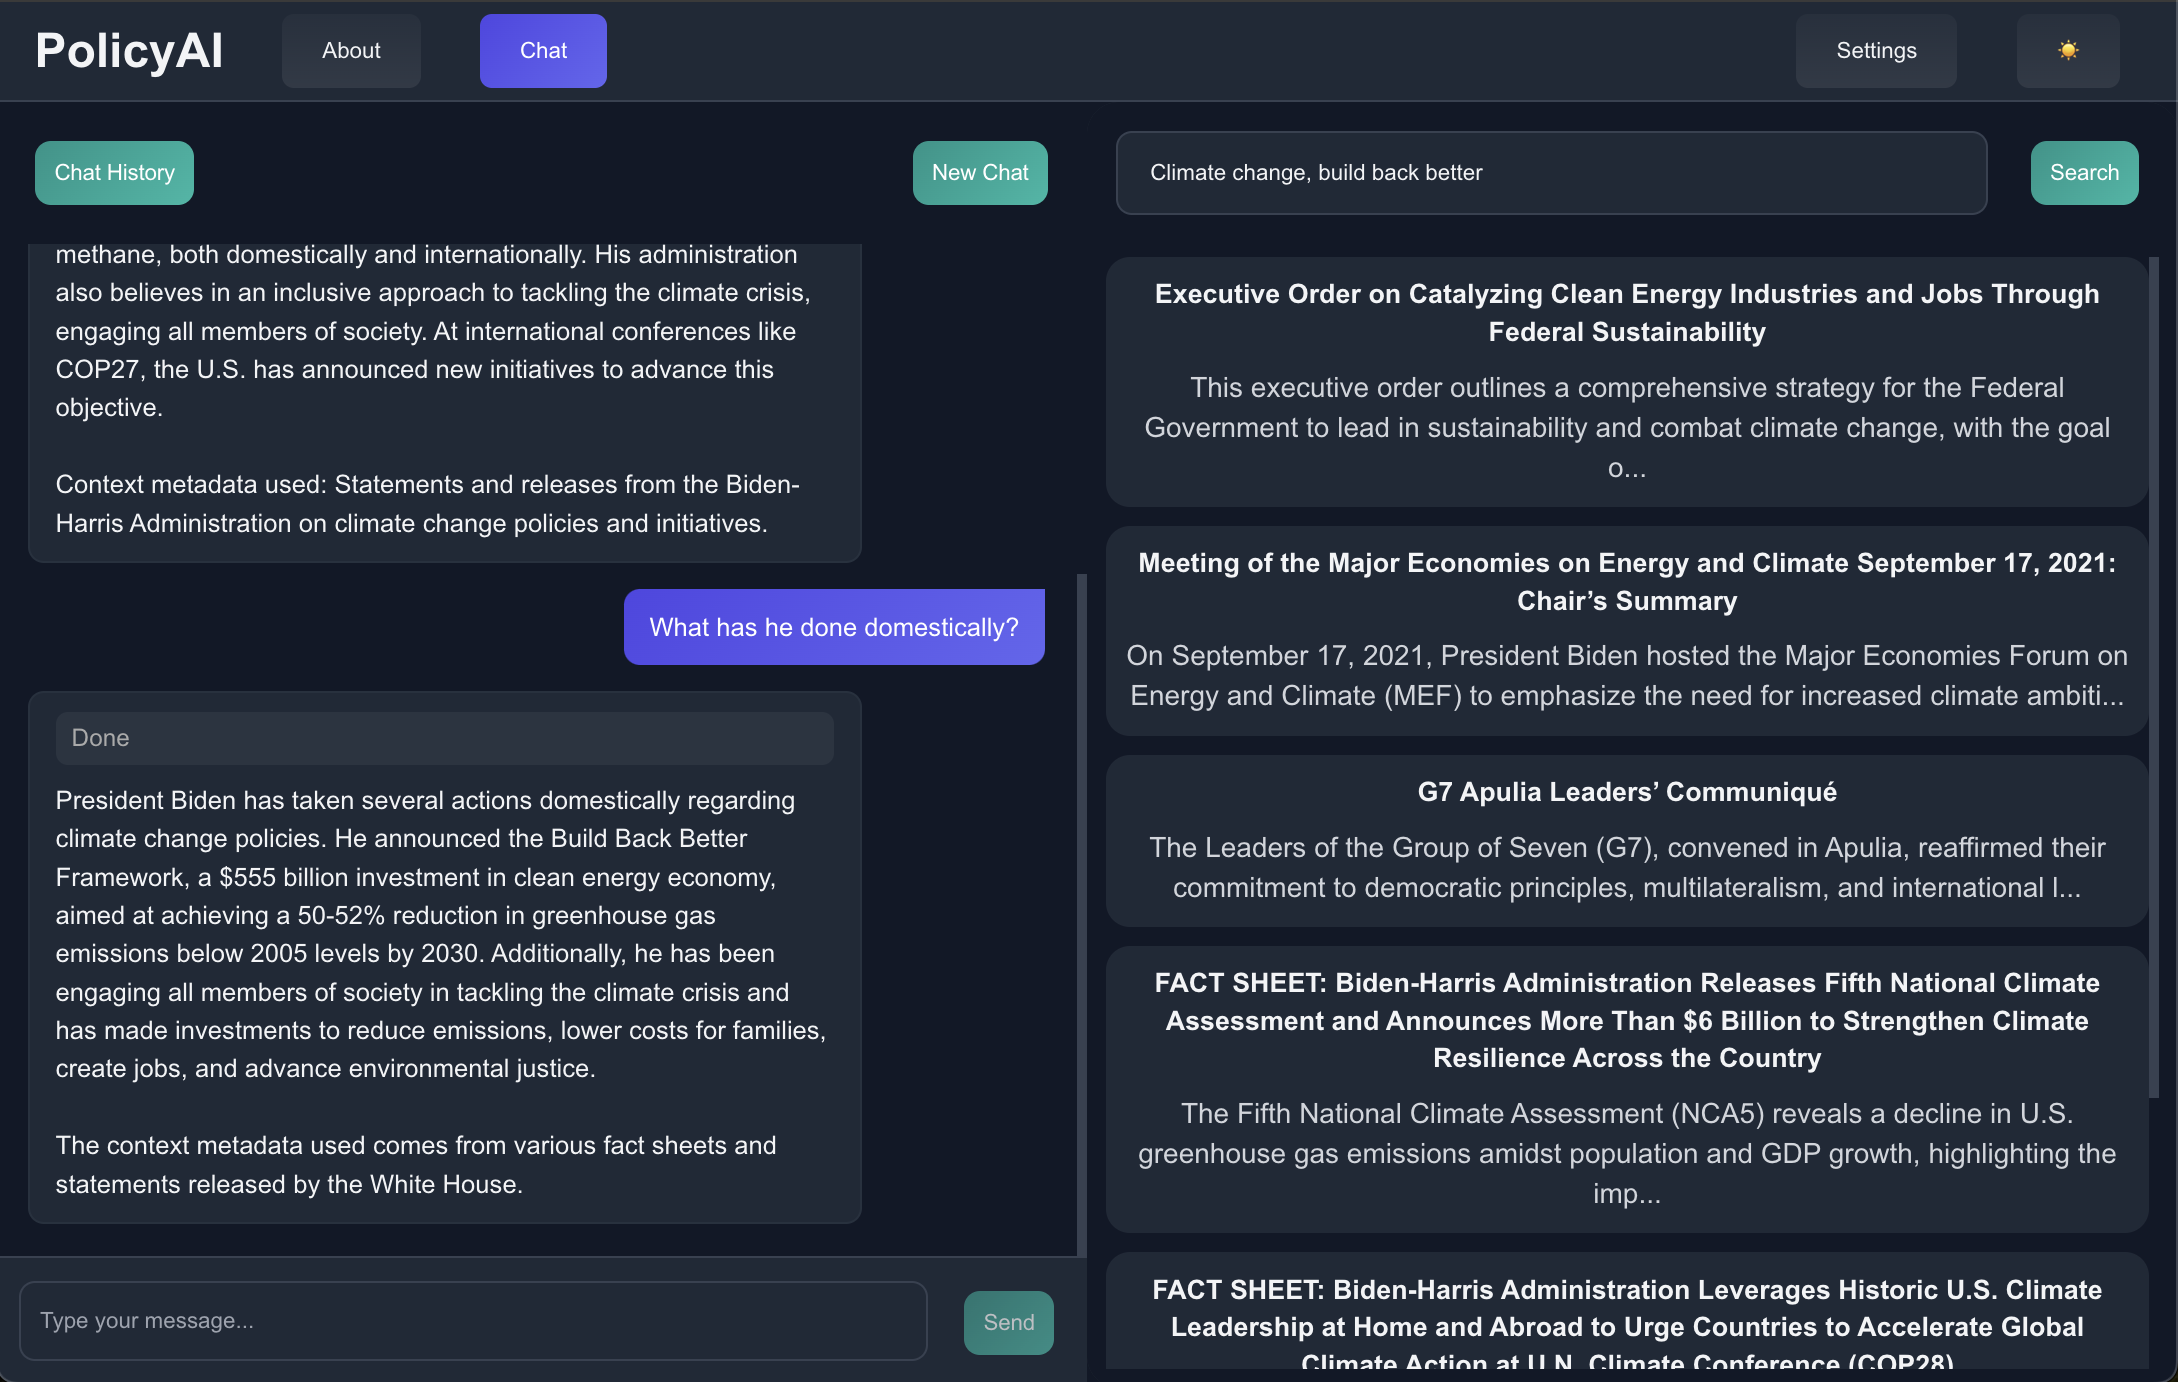 PolicyAI
About
Chat
Settings
Chat History
New Chat
methane, both domestically and internationally. His administration
also believes in an inclusive approach to tackling the climate crisis,
engaging all members of society. At international conferences like
COP27, the U.S. has announced new initiatives to advance this
objective.
Context metadata used: Statements and releases from the Biden-
Harris Administration on climate change policies and initiatives.
What has he done domestically?
Done
President Biden has taken several actions domestically regarding
climate change policies. He announced the Build Back Better
Framework, a $555 billion investment in clean energy economy,
aimed at achieving a 50-52% reduction in greenhouse gas
emissions below 2005 levels by 2030. Additionally, he has been
engaging all members of society in tackling the climate crisis and
has made investments to reduce emissions, lower costs for families,
create jobs, and advance environmental justice.
The context metadata used comes from various fact sheets and
statements released by the White House.
Type your message...
Send
Climate change, build back better
Search
Executive Order on Catalyzing Clean Energy Industries and Jobs Through
Federal Sustainability
This executive order outlines a comprehensive strategy for the Federal
Government to lead in sustainability and combat climate change, with the goal
o...
Meeting of the Major Economies on Energy and Climate September 17, 2021:
Chair’s Summary
On September 17, 2021, President Biden hosted the Major Economies Forum on
Energy and Climate (MEF) to emphasize the need for increased climate ambiti...
G7 Apulia Leaders’ Communiqué
The Leaders of the Group of Seven (G7), convened in Apulia, reaffirmed their
commitment to democratic principles, multilateralism, and international l...
FACT SHEET: Biden-Harris Administration Releases Fifth National Climate
Assessment and Announces More Than $6 Billion to Strengthen Climate
Resilience Across the Country
The Fifth National Climate Assessment (NCA5) reveals a decline in U.S.
greenhouse gas emissions amidst population and GDP growth, highlighting the
imp...
FACT SHEET: Biden-Harris Administration Leverages Historic U.S. Climate
Leadership at Home and Abroad to Urge Countries to Accelerate Global
Climate Action at U.N. Climate Conference (COP28)